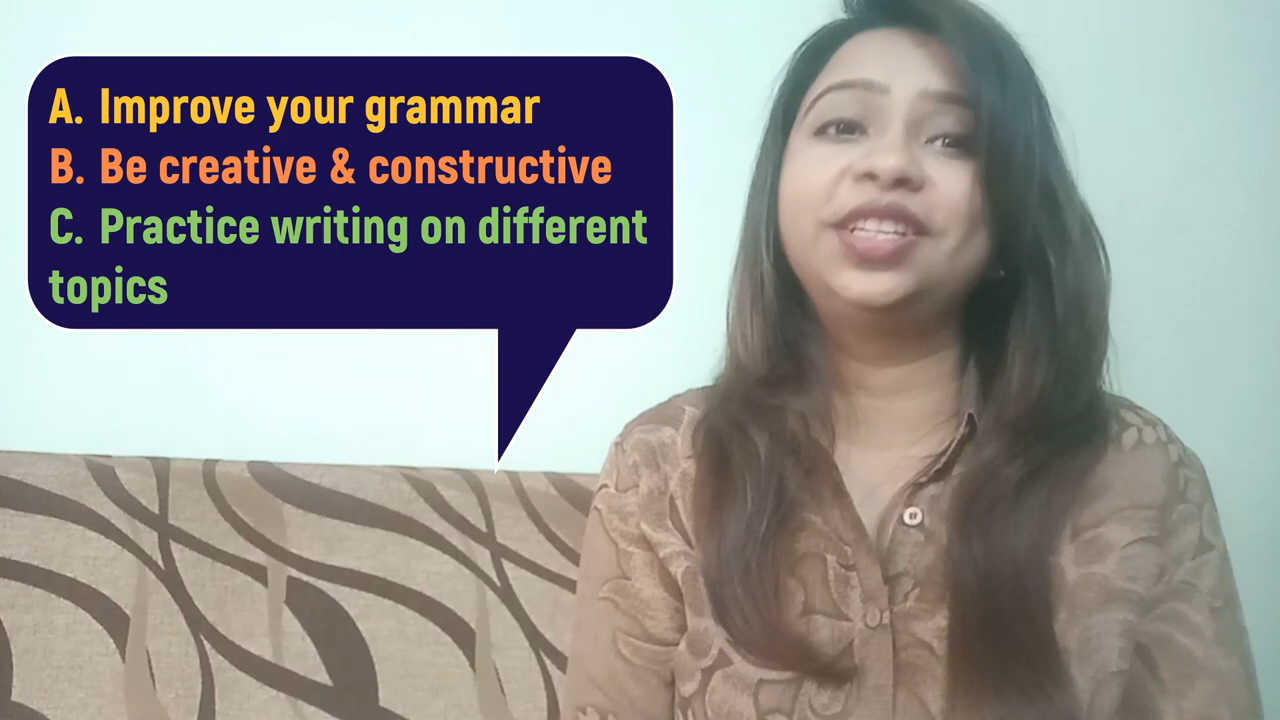 A. Improve your grammar
B. Be creative & constructive
C. Practice writing on different
topics